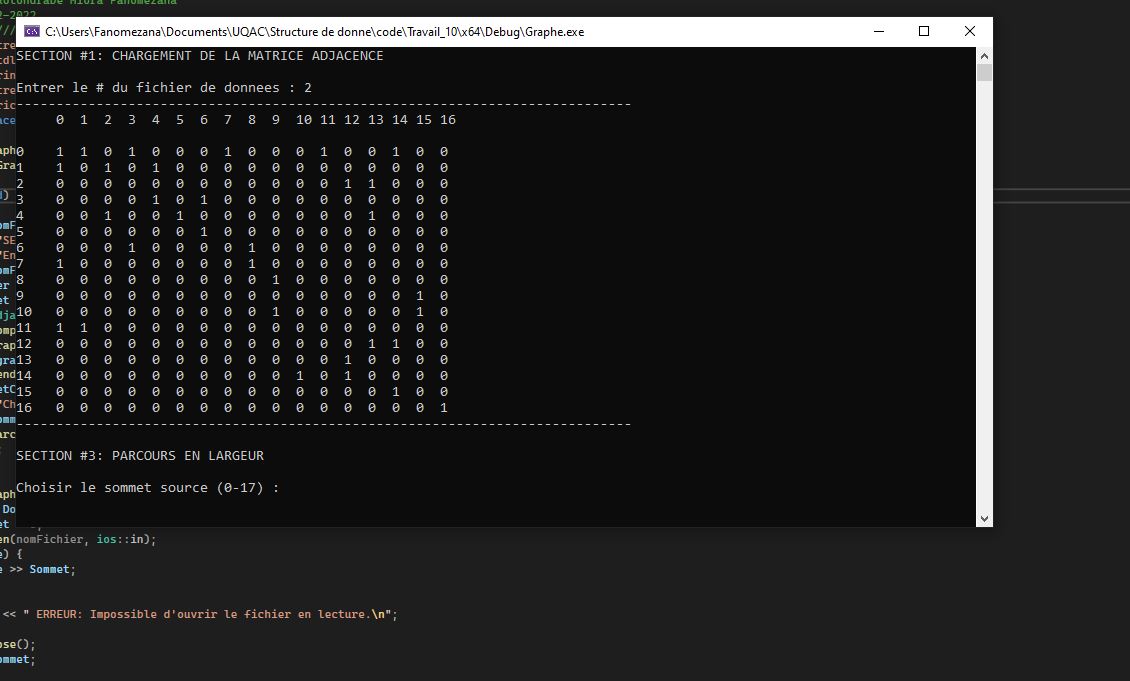 otondrabe Miora Fanomezana
2-2022
C:\Users\Fanomezana\Documents\UQAC\Structure de donne\code\Travail_10\x64\Debug\Graphe.exe
SECTION #1: CHARGEMENT DE LA MATRICE ADJACENCE
Entrer le # du fichier de donnees : 2
-----------------------------------------------------------------------------
0 1 2 3 4 5 6 7 8 9 10 11 12 13 14 15 16
0 1 1 0 1 0 0 0 1 0 0 0 1 0 0 1 0 0
1 1 0 1 0 1 0 0 0 0 0 0 0 0 0 0 0 0
2 0 0 0 0 0 0 0 0 0 0 0 0 1 1 0 0 0
3 0 0 0 0 1 0 1 0 0 0 0 0 0 0 0 0 0
4 0 0 1 0 0 1 0 0 0 0 0 0 0 1 0 0 0
5 0 0 0 0 0 0 1 0 0 0 0 0 0 0 0 0 0
6 0 0 0 1 0 0 0 0 1 0 0 0 0 0 0 0 0
7 1 0 0 0 0 0 0 0 1 0 0 0 0 0 0 0 0
8 0 0 0 0 0 0 0 0 0 1 0 0 0 0 0 0 0
9 0 0 0 0 0 0 0 0 0 0 0 0 0 0 0 1 0
10 0 0 0 0 0 0 0 0 0 1 0 0 0 0 0 1 0
11 1 1 0 0 0 0 0 0 0 0 0 0 0 0 0 0 0
12 0 0 0 0 0 0 0 0 0 0 0 0 0 1 1 0 0
13 0 0 0 0 0 0 0 0 0 0 0 0 1 0 0 0 0
14 0 0 0 0 0 0 0 0 0 0 1 0 1 0 0 0 0
15 0 0 0 0 0 0 0 0 0 0 0 0 0 0 1 0 0
16 0 0 0 0 0 0 0 0 0 0 0 0 0 0 0 0 1
-----------------------------------------------------------------------------
SECTION #3: PARCOURS EN LARGEUR
Choisir le sommet source (0-17) :
en(nomFichier, ios::in);
e) {
e >> Sommet;
<< " ERREUR: Impossible d'ouvrir le fichier en lecture.\n";
ose();
ommet;